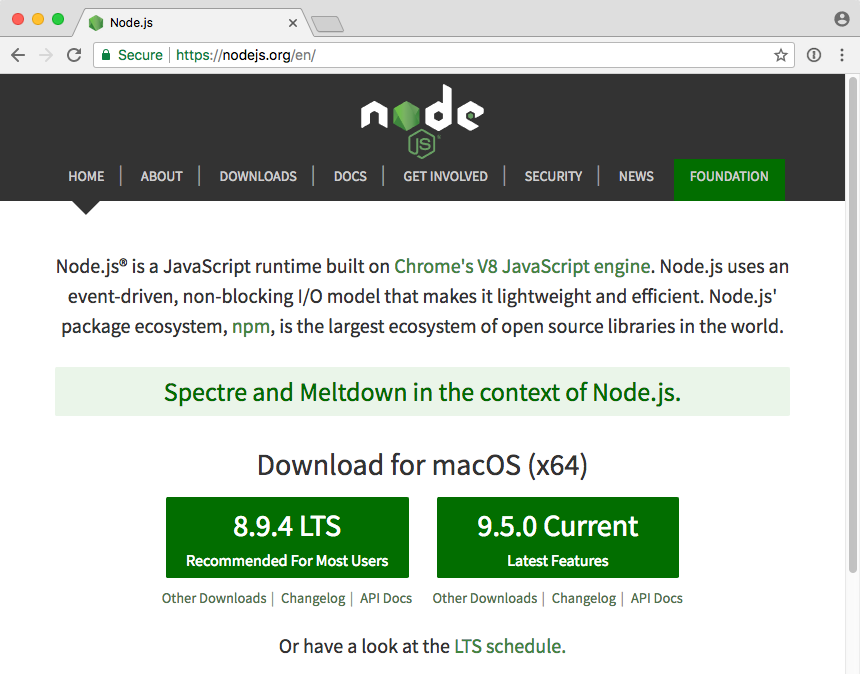 Node.js
Secure https://nodejs.org/en/
node
JS
HOME | ABOUT | DOWNLOADS | DOCS | GET INVOLVED | SECURITY | NEWS FOUNDATION
Node.js® is a JavaScript runtime built on Chrome's V8 JavaScript engine. Node.js uses an
event-driven, non-blocking I/O model that makes it lightweight and efficient. Node.js'
package ecosystem, npm, is the largest ecosystem of open source libraries in the world.
Spectre and Meltdown in the context of Node.js.
Download for macOS (x64)
8.9.4 LTS 9.5.0 Current
Recommended For Most Users Latest Features
Other Downloads | Changelog | API Docs Other Downloads | Changelog | API Docs
Or have a look at the LTS schedule.